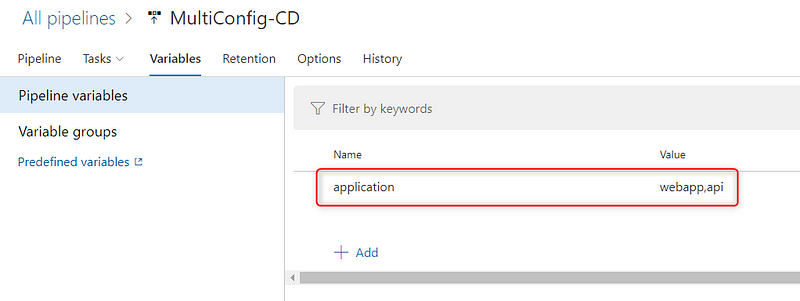 All pipelines > MultiConfig-CD
Pipeline Tasks Variables Retention Options History
Pipeline variables
Filter by keywords
Variable groups
Predefined variables
Name Value
application webapp,api
+ Add